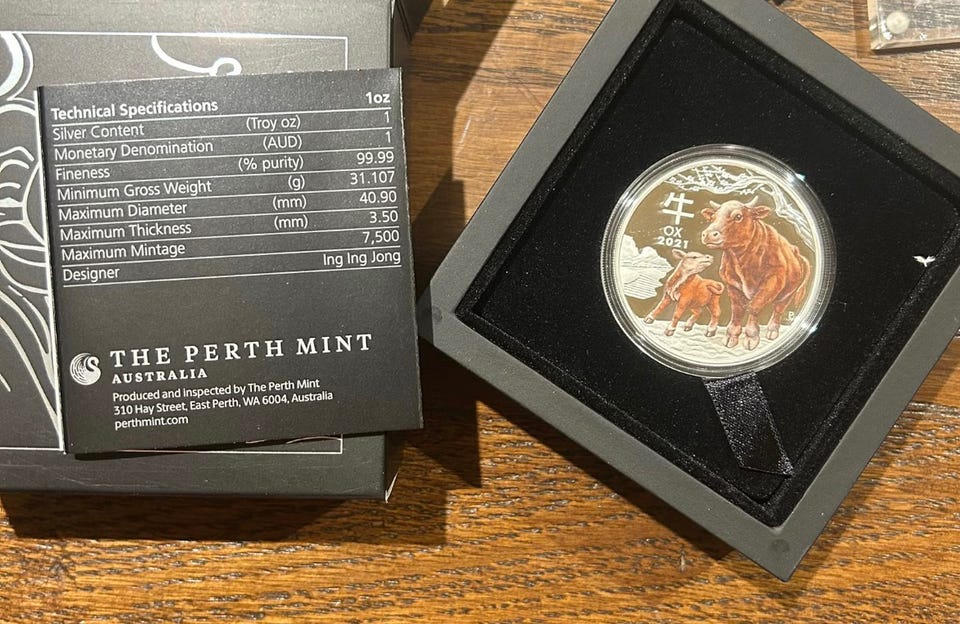 Technical Specifications 1oz
Silver Content (Troy oz) 1
Monetary Denomination (AUD) 1
Fineness (% purity) 99.99
Minimum Gross Weight (g) 31.107
Maximum Diameter (mm) 40.90
Maximum Thickness (mm) 3.50
Maximum Mintage 7,500
Designer Ing Ing Jong
THE PERTH MINT
AUSTRALIA
Produced and inspected by The Perth Mint
310 Hay Street, East Perth, WA 6004, Australia
perthmint.com
牛
OX
2021
P